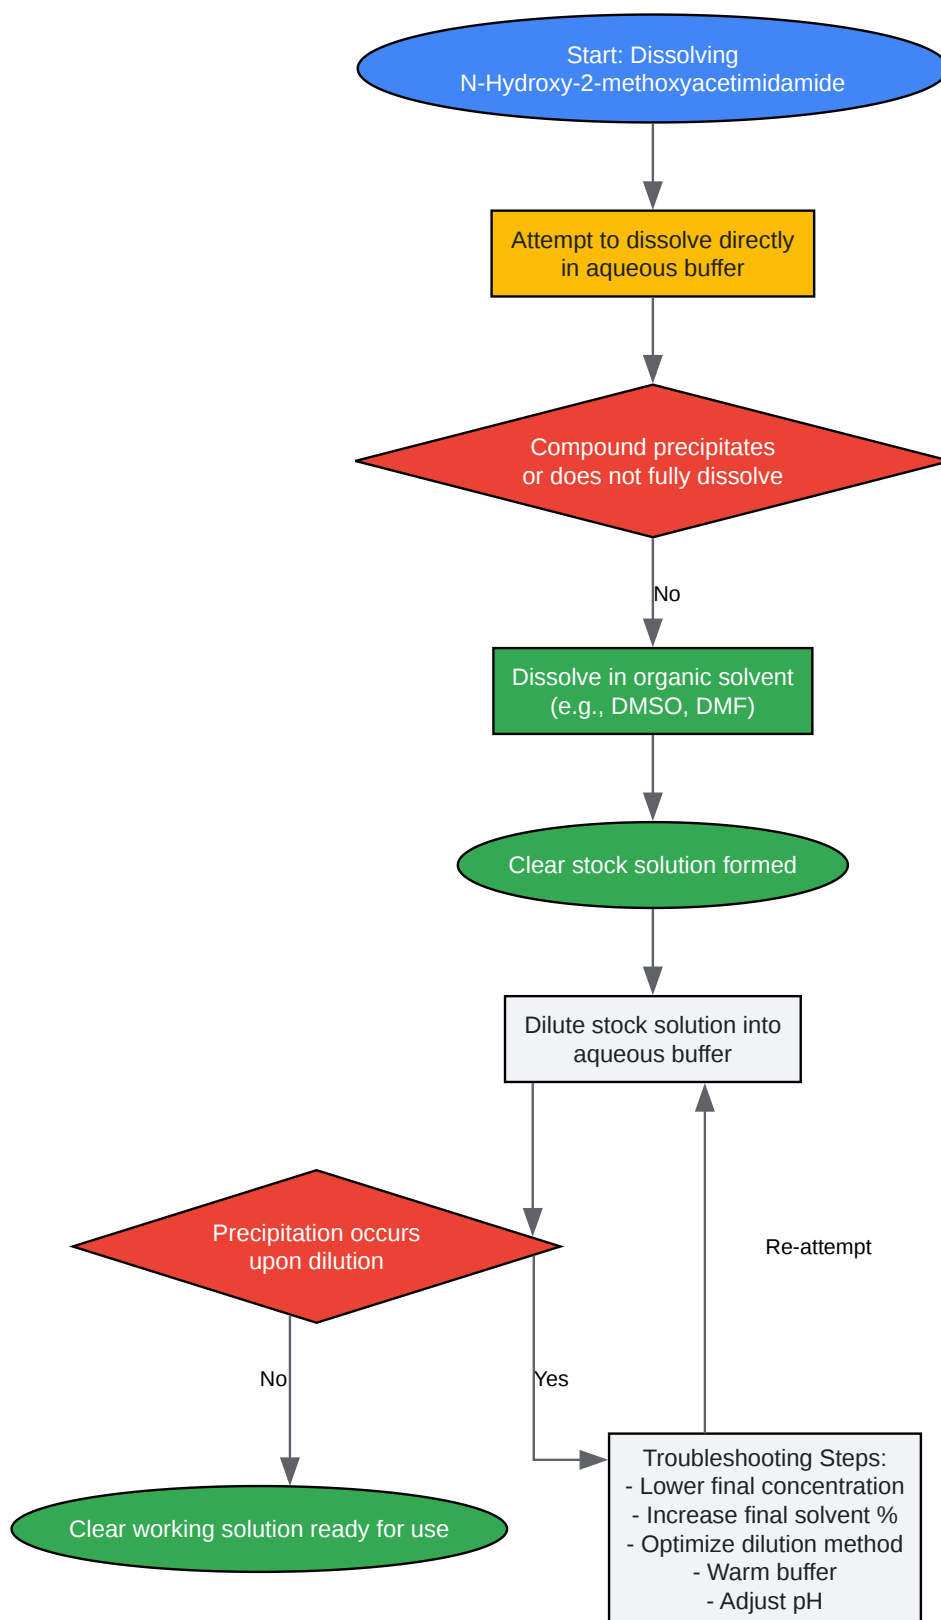 Start: Dissolving
N-Hydroxy-2-methoxyacetimidamide
Attempt to dissolve directly
in aqueous buffer
Compound precipitates
or does not fully dissolve
No
Dissolve in organic solvent
(e.g., DMSO, DMF)
Clear stock solution formed
Dilute stock solution into
aqueous buffer
Precipitation occurs
upon dilution
Re-attempt
No
Yes
Troubleshooting Steps:
- Lower final concentration
- Increase final solvent %
- Optimize dilution method
- Warm buffer
- Adjust pH
Clear working solution ready for use